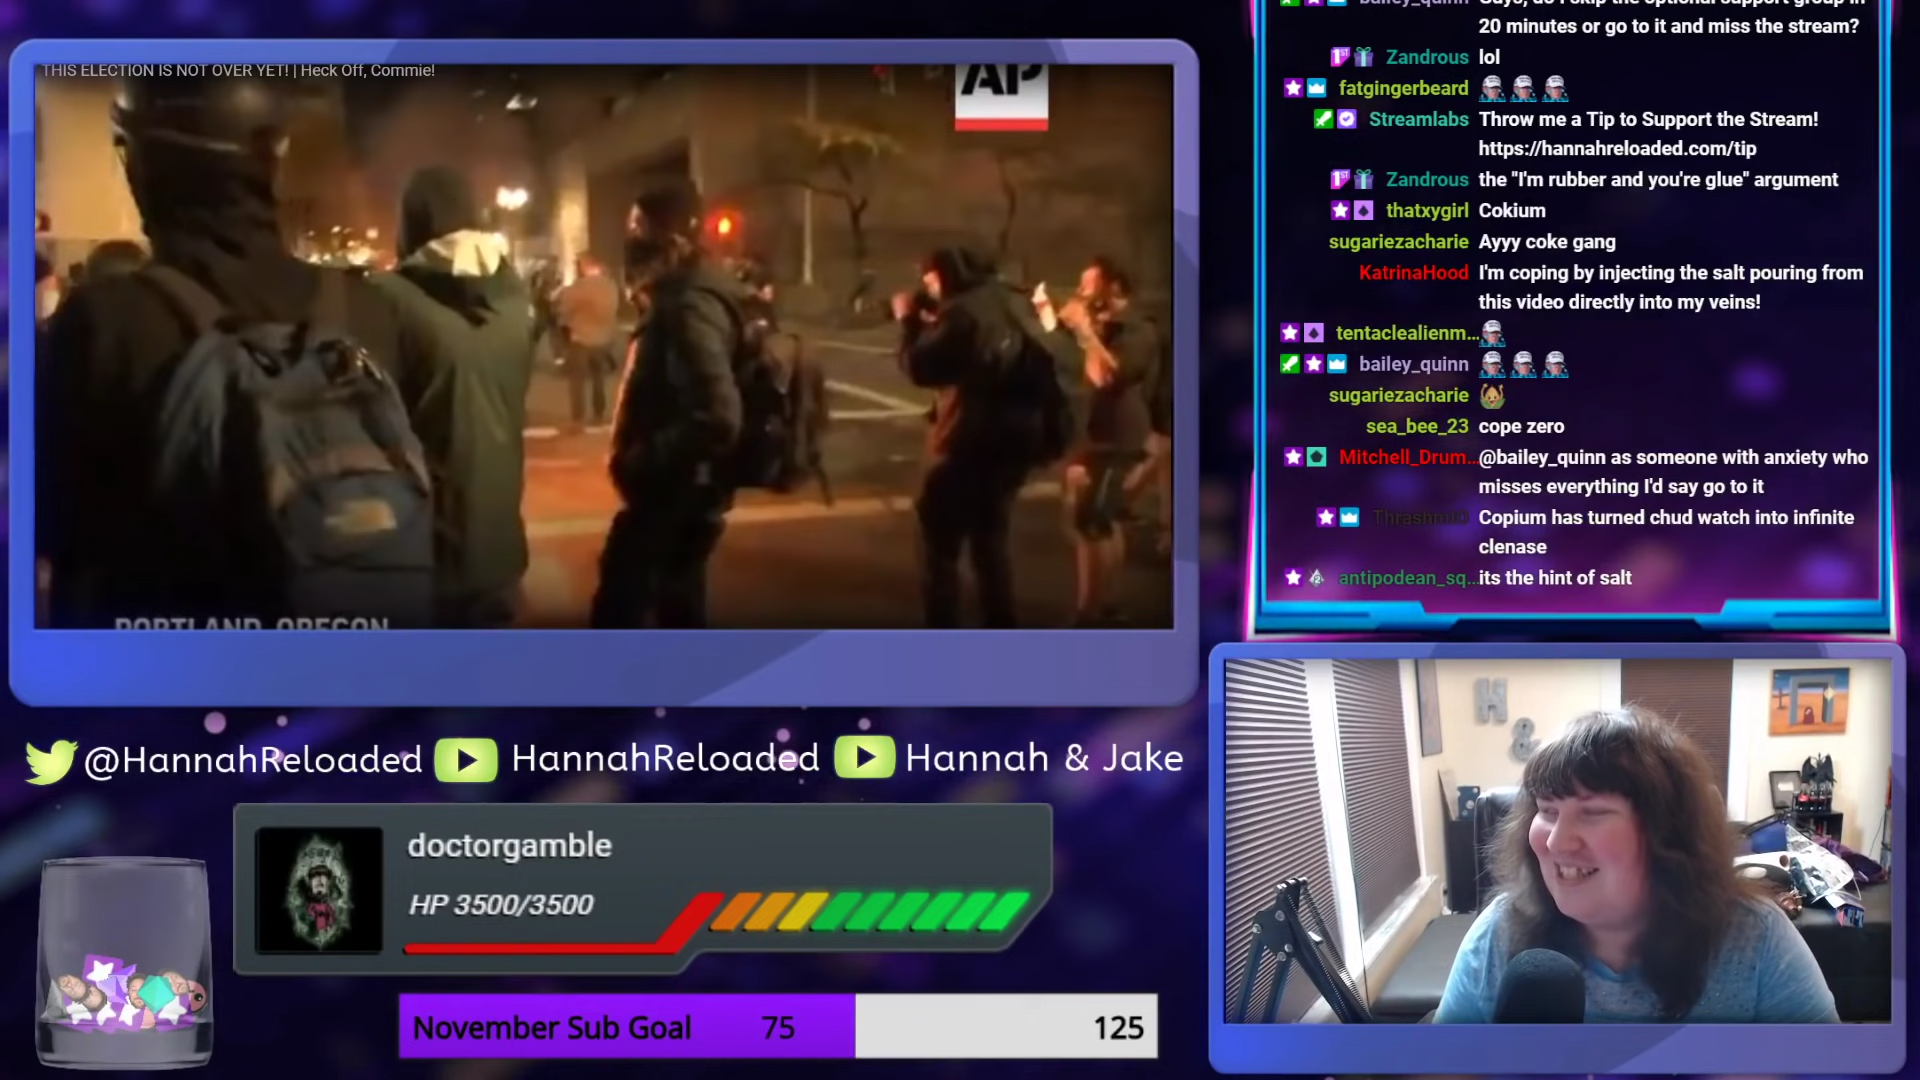 THIS ELECTION IS NOT OVER YET! | Heck Off, Commie!
AP
PORTLAND, OREGON
20 minutes or go to it and miss the stream?
Zandrous lol
fatgingerbeard
Streamlabs Throw me a Tip to Support the Stream!
https://hannahreloaded.com/tip
Zandrous the "I'm rubber and you're glue" argument
thatxygirl Cokium
sugariezacharie Ayyy coke gang
KatrinaHood I'm coping by injecting the salt pouring from
this video directly into my veins!
tentaclealienm...
bailey_quinn
sugariezacharie
sea_bee_23 cope zero
Mitchell_Drum... @bailey_quinn as someone with anxiety who
misses everything I'd say go to it
Copium has turned chud watch into infinite
clenase
antipodean_sq... its the hint of salt
@HannahReloaded HannahReloaded Hannah & Jake
doctorgamble
HP 3500/3500
November Sub Goal 75 125
H
&